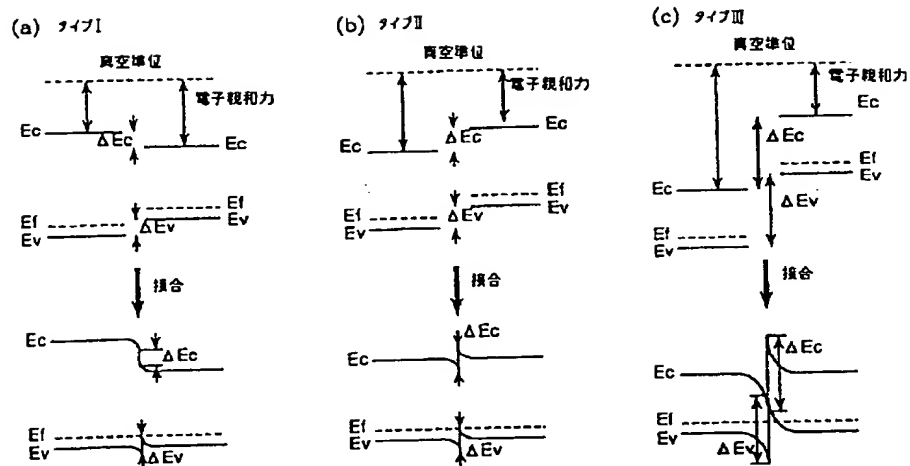 (a) タイプI
真空準位
電子親和力
Ec
ΔEc
Ec
Ef
Ef
Ev
Ev
ΔEv
接合
Ec
ΔEc
Ef
Ev
ΔEv
(b) タイプII
真空準位
電子親和力
Ec
ΔEc
Ec
Ef
Ef
Ev
Ev
ΔEv
接合
ΔEc
Ec
Ef
Ev
ΔEv
(c) タイプIII
真空準位
電子親和力
Ec
ΔEc
Ef
Ev
Ec
ΔEv
Ef
Ev
接合
ΔEc
Ec
Ef
Ev
ΔEv